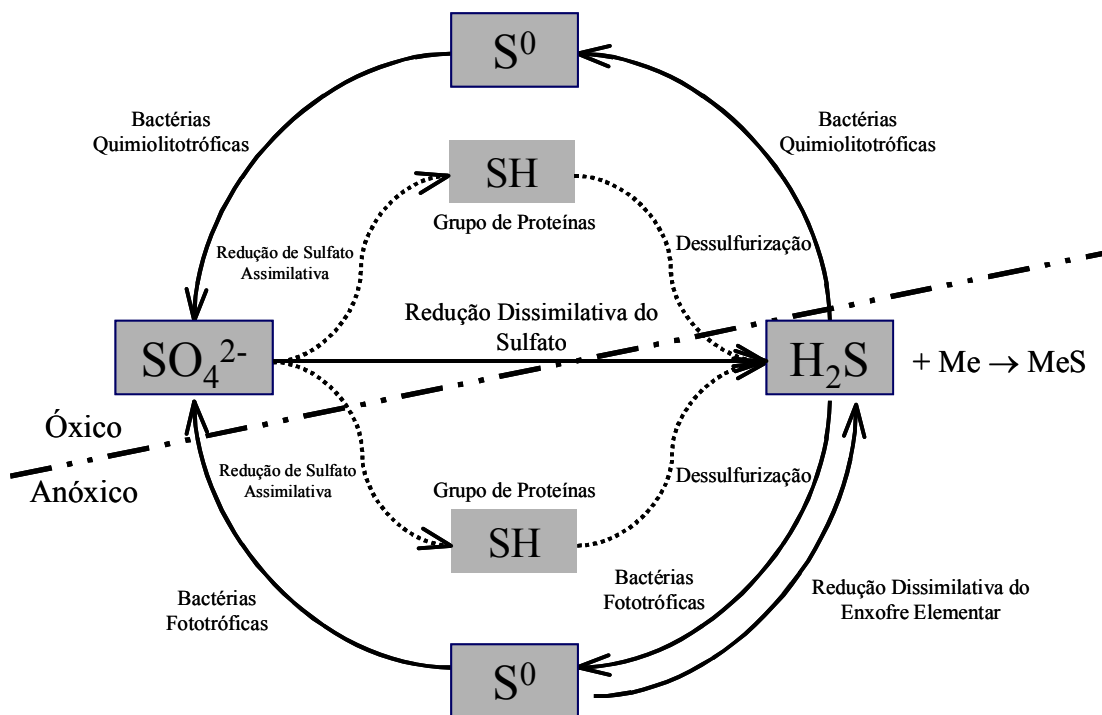 S⁰
Bactérias
Quimiolitotróficas
Bactérias
Quimiolitotróficas
SH
Grupo de Proteínas
Redução de Sulfato
Assimilativa
Dessulfurização
Redução Dissimilativa do
Sulfato
SO₄²⁻
H₂S
+ Me → MeS
Óxico
Anóxico
Redução de Sulfato
Assimilativa
Grupo de Proteínas
Dessulfurização
SH
Bactérias
Fototróficas
Bactérias
Fototróficas
Redução Dissimilativa do
Enxofre Elementar
S⁰